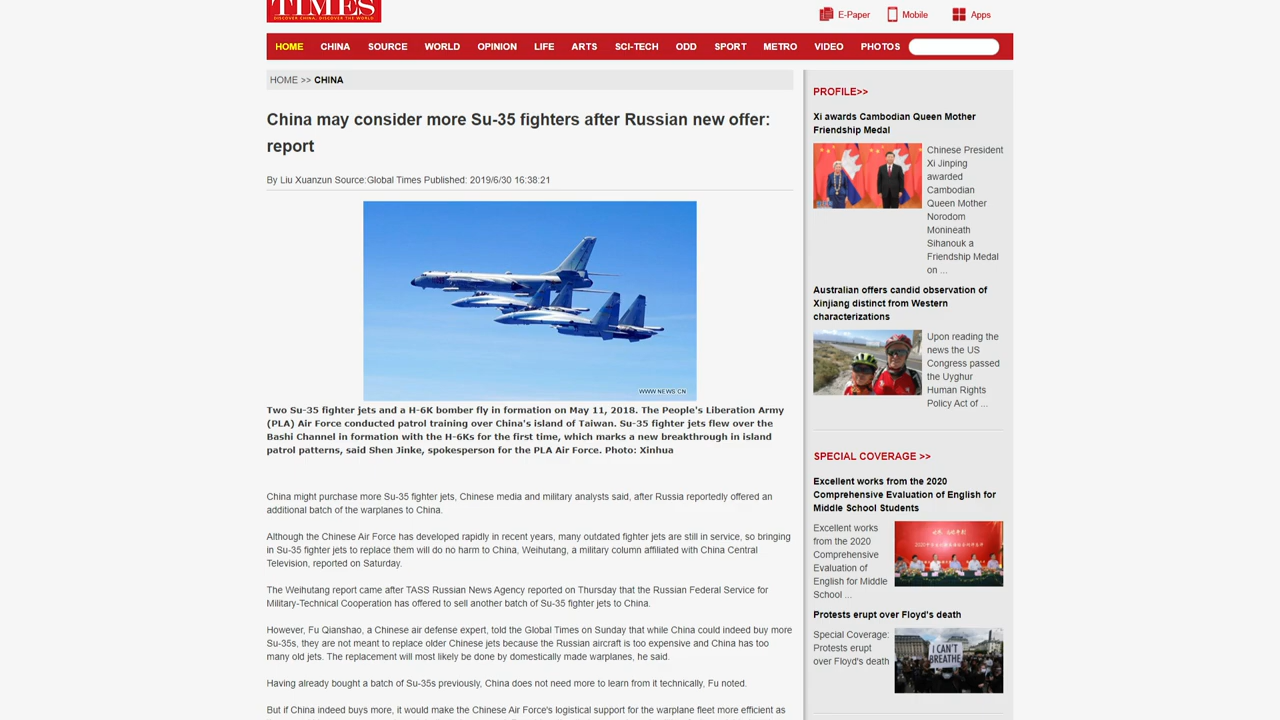 TIMES
DISCOVER CHINA, DISCOVER THE WORLD
E-Paper
Mobile
Apps
HOME CHINA SOURCE WORLD OPINION LIFE ARTS SCI-TECH ODD SPORT METRO VIDEO PHOTOS
HOME >> CHINA
China may consider more Su-35 fighters after Russian new offer:
report
By Liu Xuanzun Source:Global Times Published: 2019/6/30 16:38:21
WWW.NEWS.CN
Two Su-35 fighter jets and a H-6K bomber fly in formation on May 11, 2018. The People's Liberation Army
(PLA) Air Force conducted patrol training over China's island of Taiwan. Su-35 fighter jets flew over the
Bashi Channel in formation with the H-6Ks for the first time, which marks a new breakthrough in island
patrol patterns, said Shen Jinke, spokesperson for the PLA Air Force. Photo: Xinhua
China might purchase more Su-35 fighter jets, Chinese media and military analysts said, after Russia reportedly offered an
additional batch of the warplanes to China.
Although the Chinese Air Force has developed rapidly in recent years, many outdated fighter jets are still in service, so bringing
in Su-35 fighter jets to replace them will do no harm to China, Weihutang, a military column affiliated with China Central
Television, reported on Saturday.
The Weihutang report came after TASS Russian News Agency reported on Thursday that the Russian Federal Service for
Military-Technical Cooperation has offered to sell another batch of Su-35 fighter jets to China.
However, Fu Qianshao, a Chinese air defense expert, told the Global Times on Sunday that while China could indeed buy more
Su-35s, they are not meant to replace older Chinese jets because the Russian aircraft is too expensive and China has too
many old jets. The replacement will most likely be done by domestically made warplanes, he said.
Having already bought a batch of Su-35s previously, China does not need more to learn from it technically, Fu noted.
But if China indeed buys more, it would make the Chinese Air Force's logistical support for the warplane fleet more efficient as
PROFILE>>
Xi awards Cambodian Queen Mother
Friendship Medal
Chinese President
Xi Jinping
awarded
Cambodian
Queen Mother
Norodom
Monineath
Sihanouk a
Friendship Medal
on ...
Australian offers candid observation of
Xinjiang distinct from Western
characterizations
Upon reading the
news the US
Congress passed
the Uyghur
Human Rights
Policy Act of ...
SPECIAL COVERAGE >>
Excellent works from the 2020
Comprehensive Evaluation of English for
Middle School Students
Excellent works
from the 2020
Comprehensive
Evaluation of
English for Middle
School ...
Protests erupt over Floyd's death
Special Coverage:
Protests erupt
over Floyd's death
I CAN'T
BREATHE